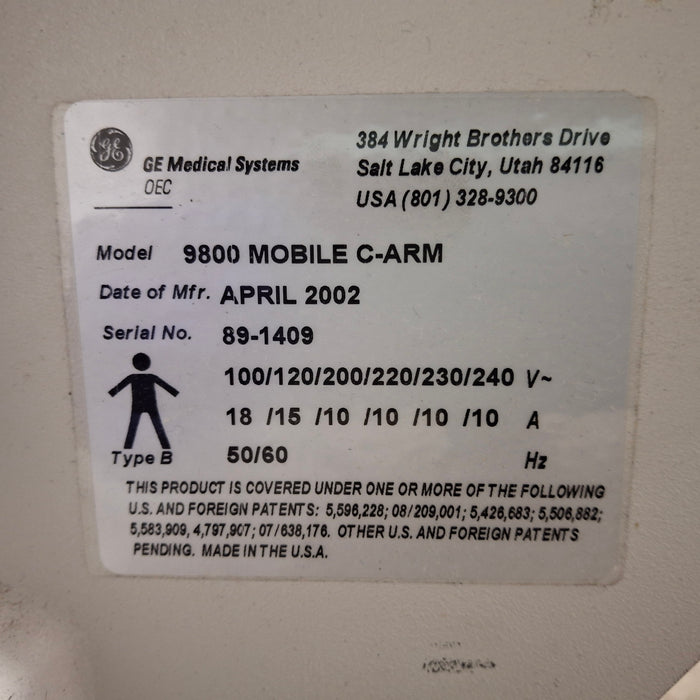 GE
GE Medical Systems
OEC
384 Wright Brothers Drive
Salt Lake City, Utah 84116
USA (801) 328-9300
Model 9800 MOBILE C-ARM
Date of Mfr. APRIL 2002
Serial No. 89-1409
100/120/200/220/230/240 V~
18 /15 /10 /10 /10 /10 A
Type B 50/60 Hz
THIS PRODUCT IS COVERED UNDER ONE OR MORE OF THE FOLLOWING
U.S. AND FOREIGN PATENTS: 5,596,228; 08/209,001; 5,426,683; 5,506,882;
5,583,909, 4,797,907; 07/638,176. OTHER U.S. AND FOREIGN PATENTS
PENDING. MADE IN THE U.S.A.